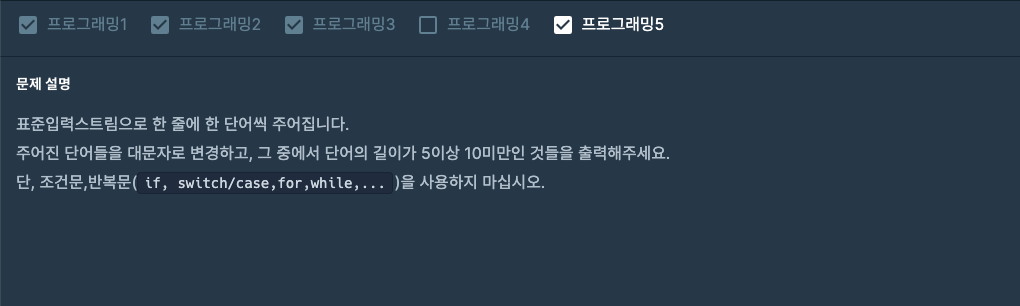 프로그래밍1 프로그래밍2 프로그래밍3 프로그래밍4 프로그래밍5
문제 설명
표준입력스트림으로 한 줄에 한 단어씩 주어집니다.
주어진 단어들을 대문자로 변경하고, 그 중에서 단어의 길이가 5이상 10미만인 것들을 출력해주세요.
단, 조건문,반복문( if, switch/case,for,while,... )을 사용하지 마십시오.